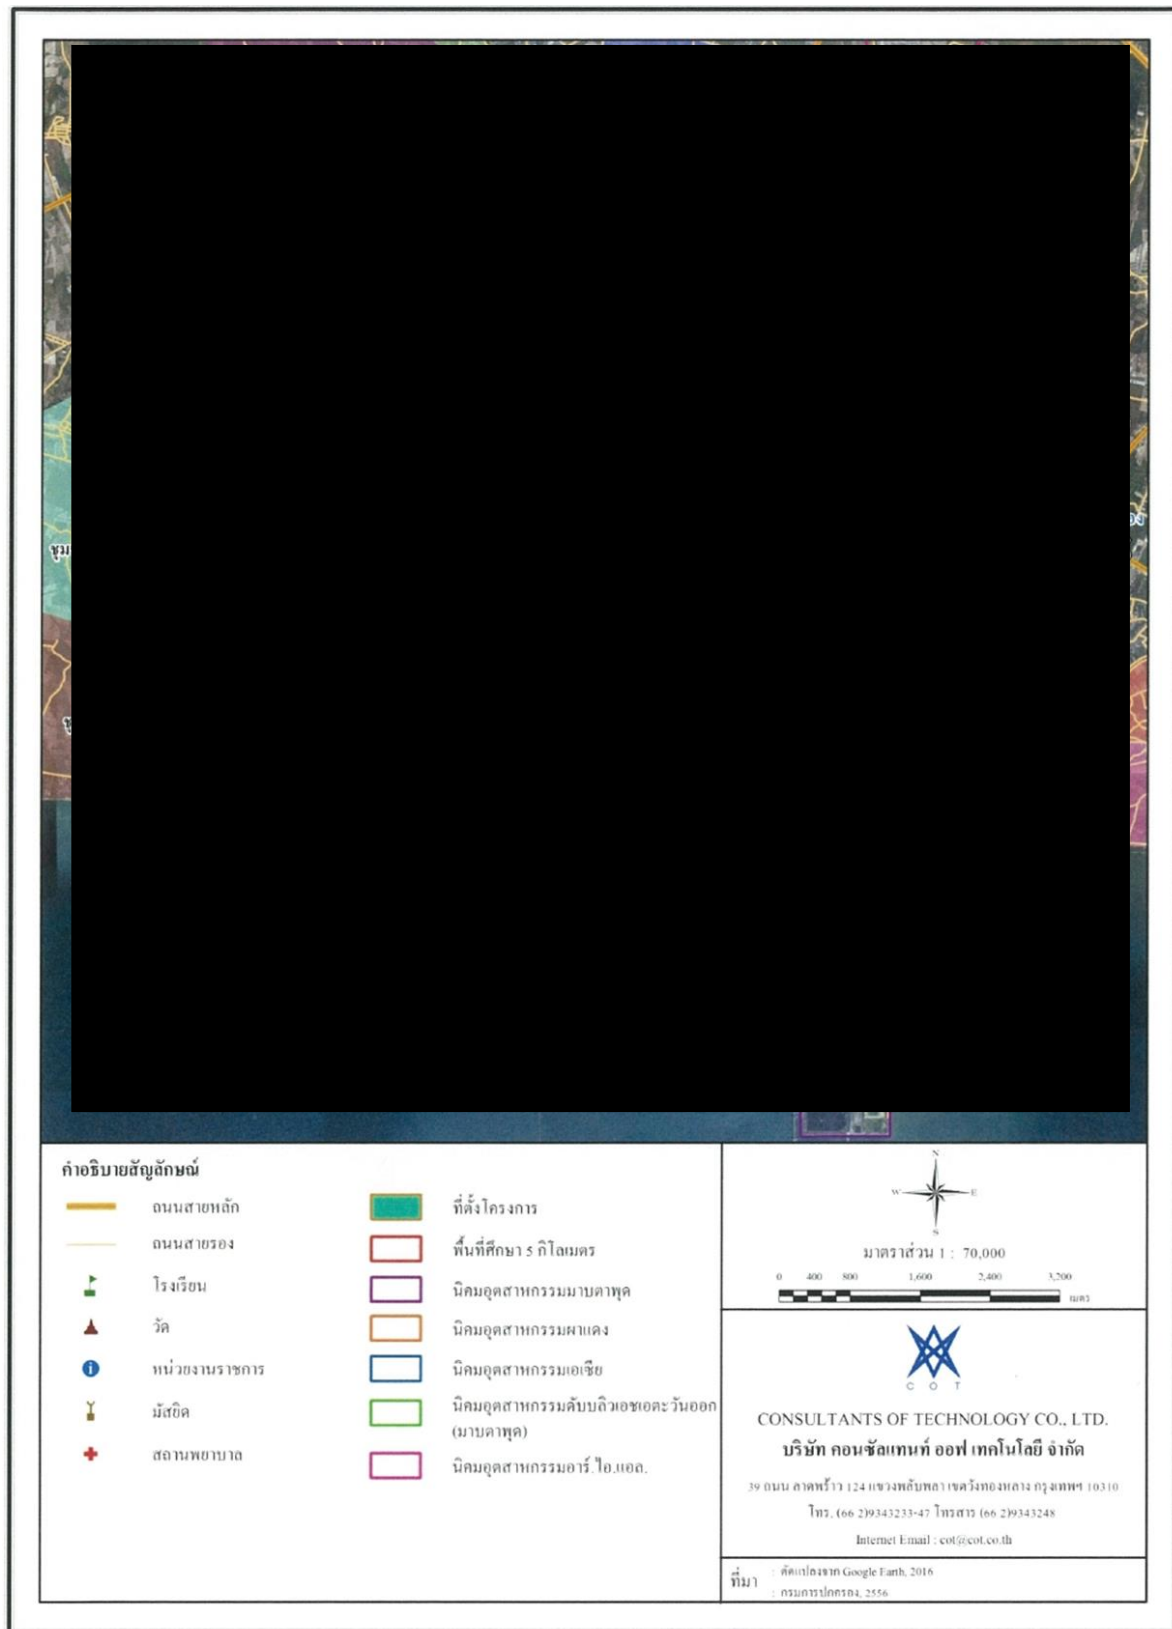 คำอธิบายสัญลักษณ์
ถนนสายหลัก
ถนนสายรอง
โรงเรียน
วัด
หน่วยงานราชการ
มัสยิด
สถานพยาบาล
ที่ตั้งโครงการ
พื้นที่ศึกษา 5 กิโลเมตร
นิคมอุตสาหกรรมมาบตาพุด
นิคมอุตสาหกรรมผาแดง
นิคมอุตสาหกรรมเอเชีย
นิคมอุตสาหกรรมดับบลิวเอชเอตะวันออก
(มาบตาพุด)
นิคมอุตสาหกรรมอาร์.ไอ.แอล.
N
W E
S
มาตราส่วน 1 : 70,000
0 400 800 1,600 2,400 3,200
เมตร
C O T
CONSULTANTS OF TECHNOLOGY CO., LTD.
บริษัท คอนซัลแทนท์ ออฟ เทคโนโลยี จำกัด
39 ถนน ลาดพร้าว 124 แขวงพลับพลา เขตวังทองหลาง กรุงเทพฯ 10310
โทร. (66 2)9343233-47 โทรสาร (66 2)9343248
Internet Email : cot@cot.co.th
ที่มา : ดัดแปลงจาก Google Earth, 2016
: กรมการปกครอง, 2556